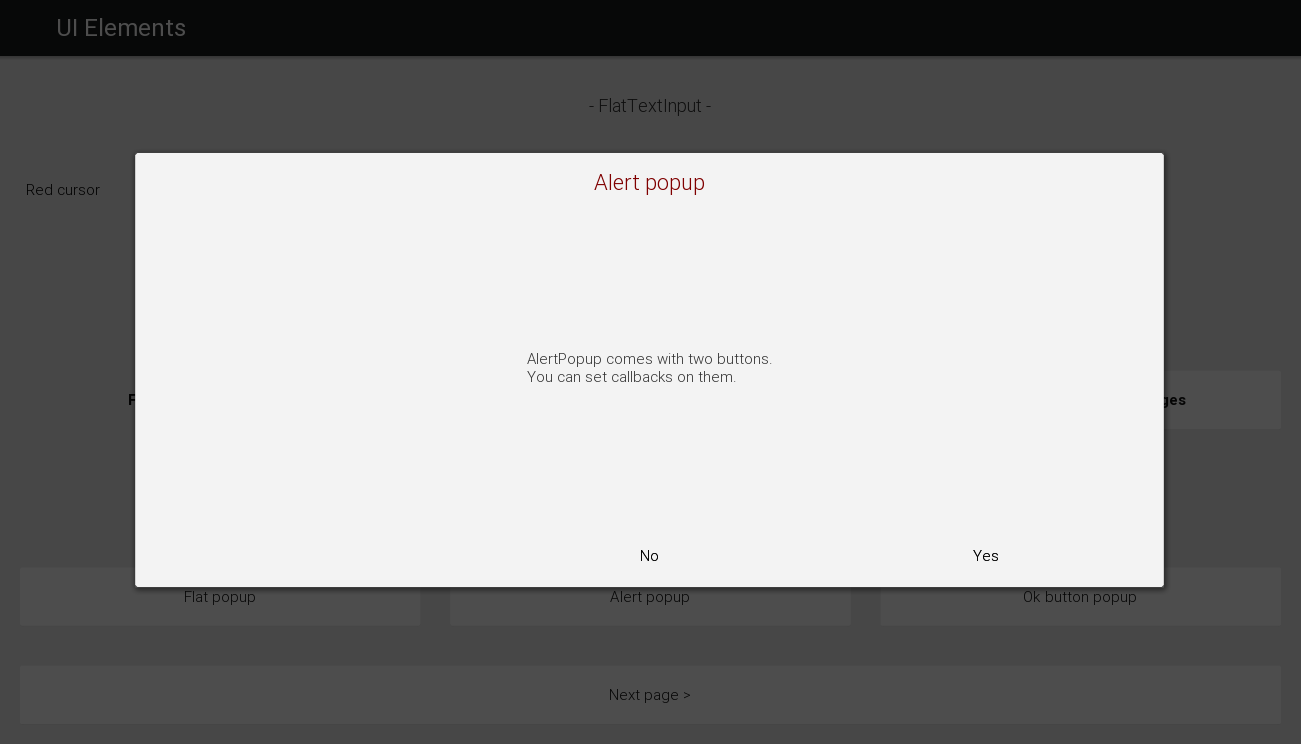 UI Elements
- FlatTextInput -
Red cursor
Alert popup
AlertPopup comes with two buttons.
You can set callbacks on them.
No
Yes
Flat popup
Alert popup
Ok button popup
Next page >